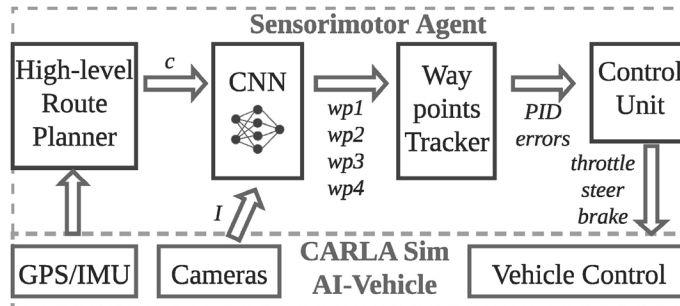 Sensorimotor Agent
High-level
Route
Planner
c
CNN
wp1
wp2
wp3
wp4
Way
points
Tracker
PID
errors
Control
Unit
throttle
steer
brake
I
GPS/IMU
Cameras
CARLA Sim
AI-Vehicle
Vehicle Control